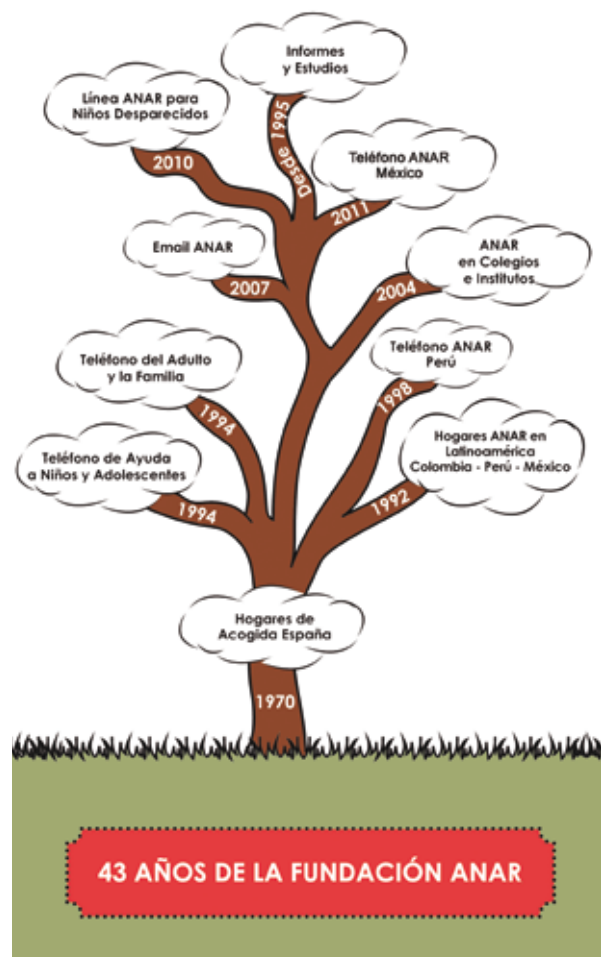 Informes
y Estudios
Desde 1995
Línea ANAR para
Niños Desparecidos
2010
Teléfono ANAR
México
2011
Email ANAR
2007
ANAR
en Colegios
e Institutos
2004
Teléfono del Adulto
y la Familia
1994
Teléfono ANAR
Perú
1998
Teléfono de Ayuda
a Niños y Adolescentes
1994
Hogares ANAR en
Latinoamérica
Colombia - Perú - México
1992
Hogares de
Acogida España
1970
43 AÑOS DE LA FUNDACIÓN ANAR